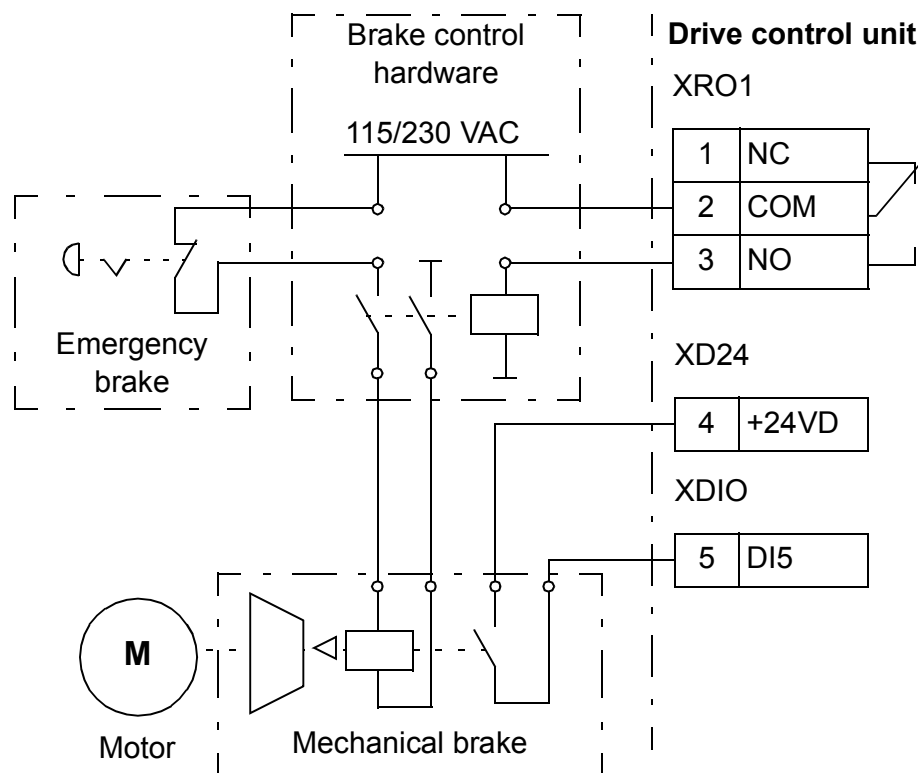 Brake control
hardware
115/230 VAC
Drive control unit
XRO1
1 NC
2 COM
3 NO
Emergency
brake
XD24
4 +24VD
XDIO
5 DI5
M
Motor
Mechanical brake